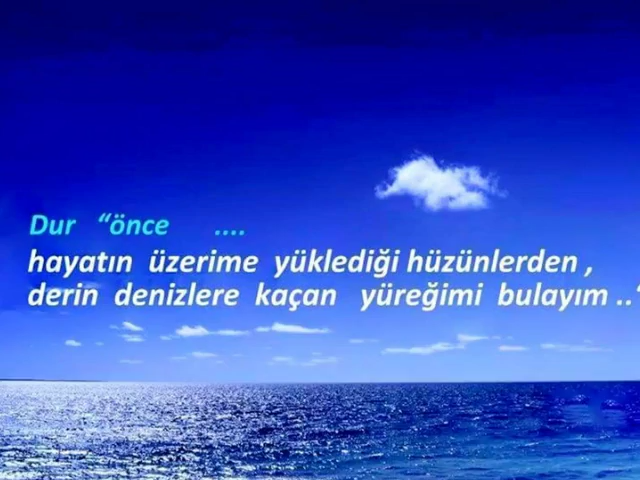 Dur “önce ....
hayatın üzerime yüklediği hüzünlerden ,
derin denizlere kaçan yüreğimi bulayım ..“